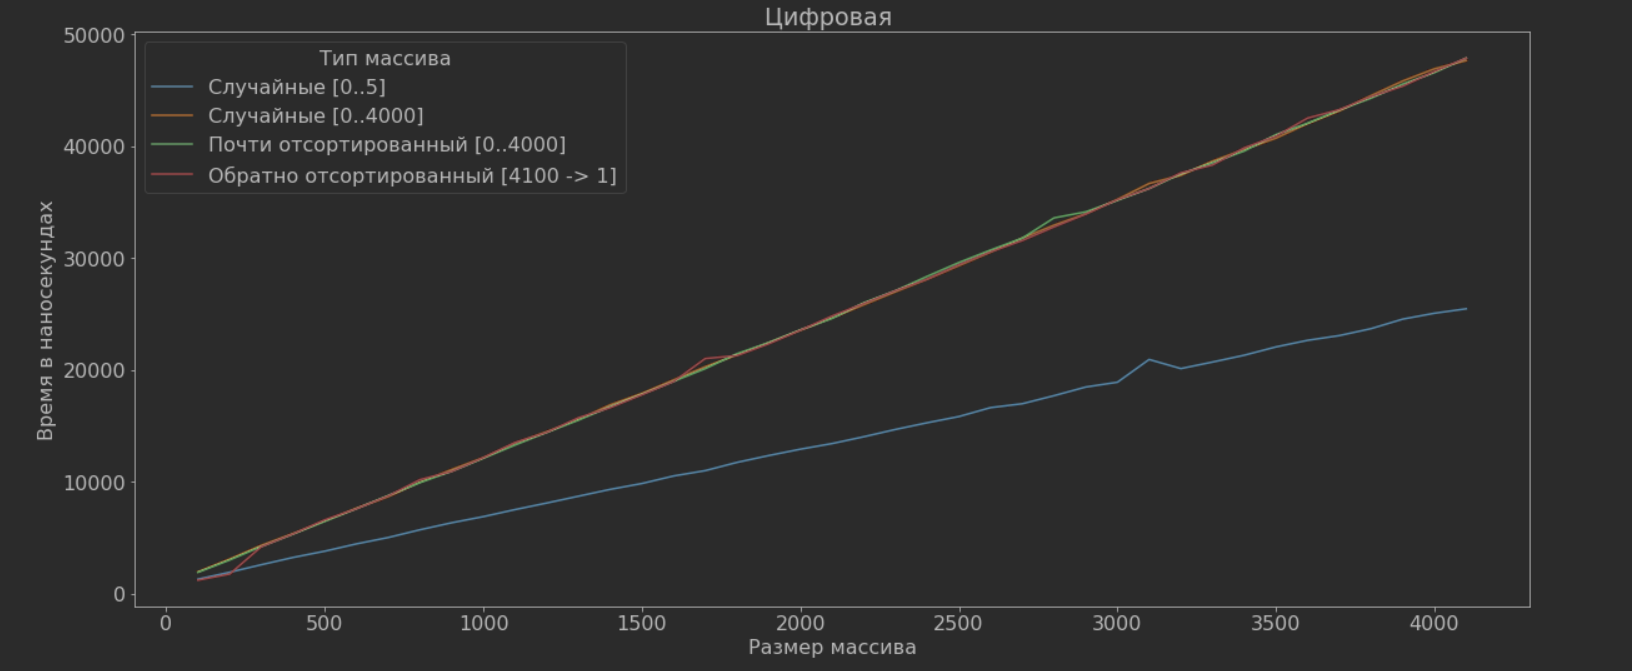 Цифровая
Тип массива
Случайные [0..5]
Случайные [0..4000]
Почти отсортированный [0..4000]
Обратно отсортированный [4100 -> 1]
Время в наносекундах
50000
40000
30000
20000
10000
0
0 500 1000 1500 2000 2500 3000 3500 4000
Размер массива